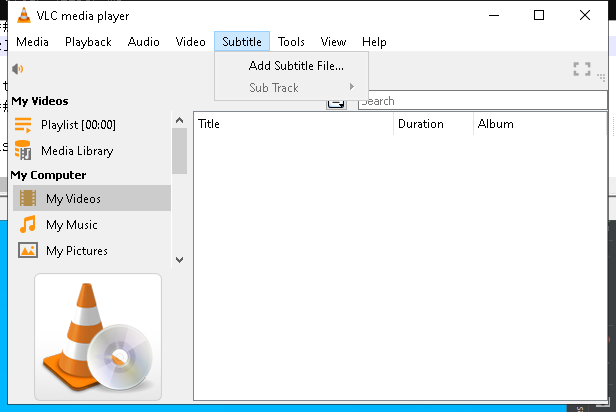 VLC media player
Media Playback Audio Video Subtitle Tools View Help
Add Subtitle File...
Sub Track
My Videos
Search
Playlist [00:00]
Title Duration Album
Media Library
My Computer
My Videos
My Music
My Pictures